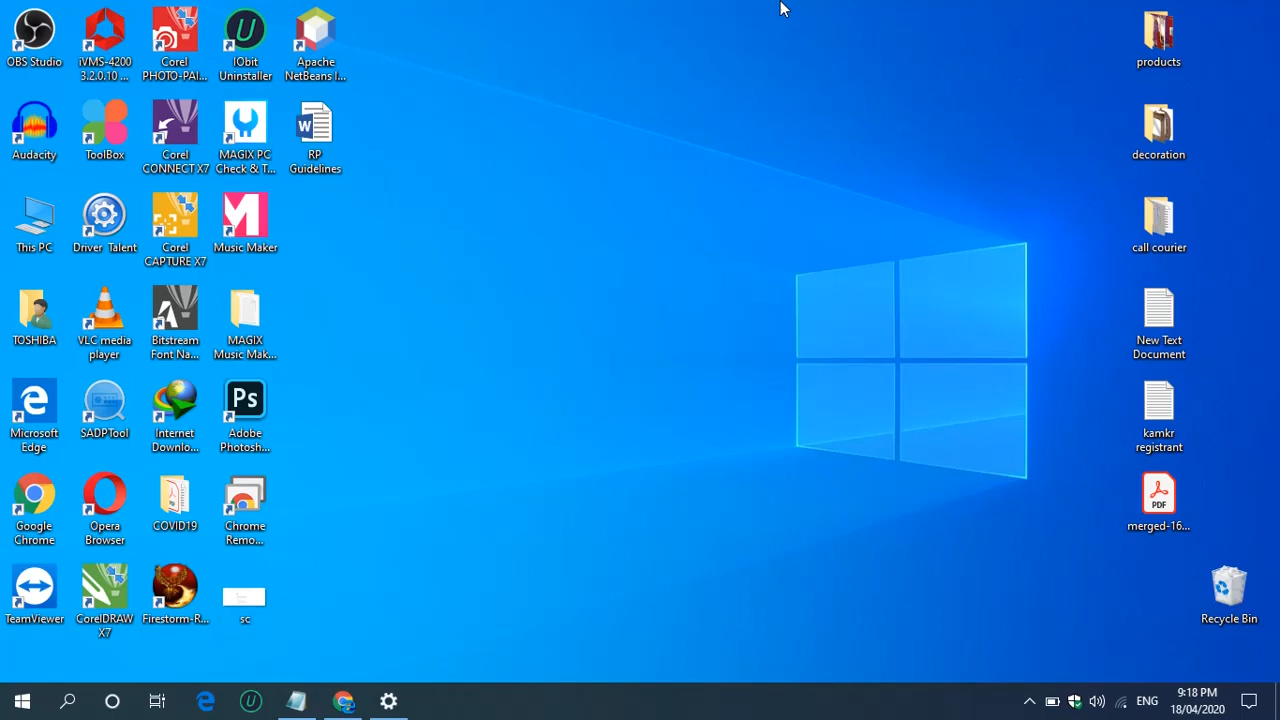 OBS Studio
iVMS-4200
3.2.0.10 ...
Corel
PHOTO-PAI...
IObit
Uninstaller
Apache
NetBeans I...
Audacity
ToolBox
Corel
CONNECT X7
MAGIX PC
Check & T...
RP
Guidelines
This PC
Driver Talent
Corel
CAPTURE X7
Music Maker
TOSHIBA
VLC media
player
Bitstream
Font Na...
MAGIX
Music Mak...
Microsoft
Edge
SADPTool
Internet
Downlo...
Ps
Adobe
Photosh...
Google
Chrome
Opera
Browser
COVID19
Chrome
Remo...
TeamViewer
CorelDRAW
X7
Firestorm-R...
sc
products
decoration
call courier
New Text
Document
kamkr
registrant
PDF
merged-16...
Recycle Bin
ENG
9:18 PM
18/04/2020